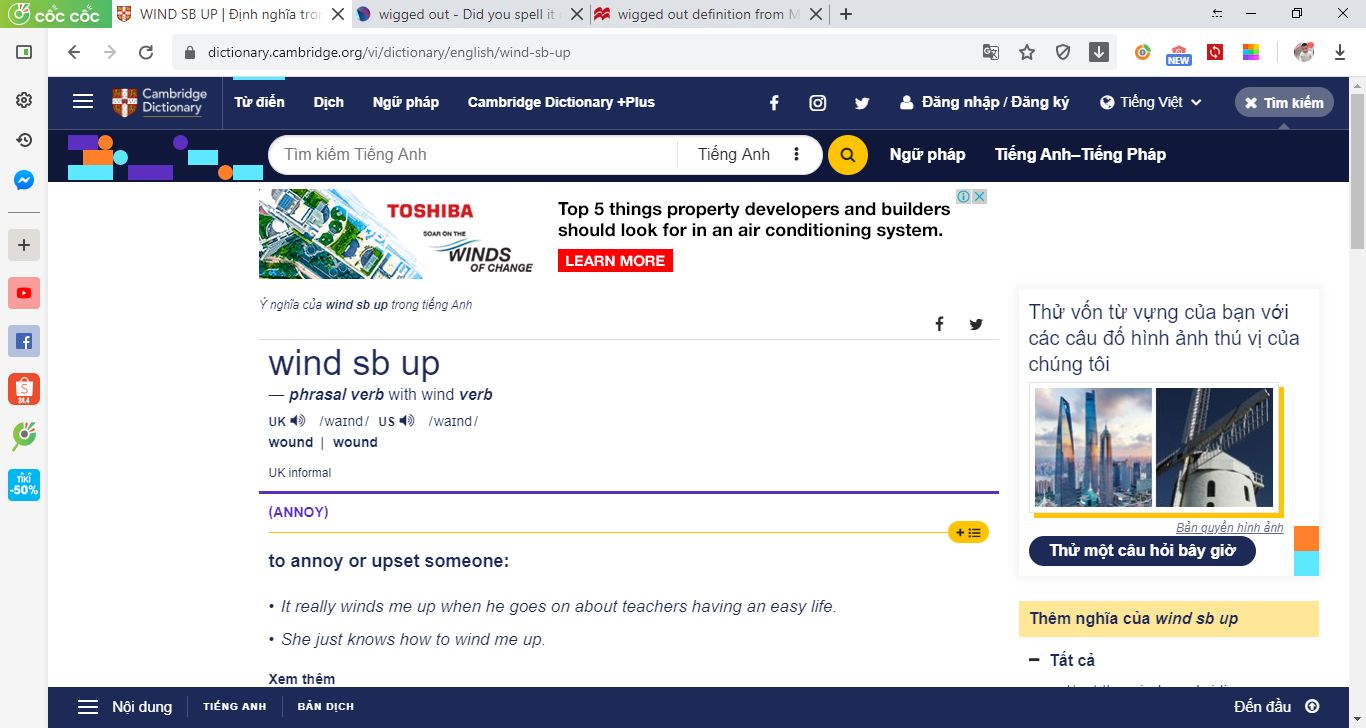 cốc cốc
WIND SB UP | Định nghĩa tron
wigged out - Did you spell it
wigged out definition from M
dictionary.cambridge.org/vi/dictionary/english/wind-sb-up
NEW
Cambridge
Dictionary
Từ điển
Dịch
Ngữ pháp
Cambridge Dictionary +Plus
Đăng nhập / Đăng ký
Tiếng Việt
Tìm kiếm
Tìm kiếm Tiếng Anh
Tiếng Anh
Ngữ pháp
Tiếng Anh–Tiếng Pháp
TOSHIBA
SOAR ON THE
WINDS
OF CHANGE
Top 5 things property developers and builders
should look for in an air conditioning system.
LEARN MORE
Ý nghĩa của wind sb up trong tiếng Anh
wind sb up
— phrasal verb with wind verb
UK /waɪnd/ US /waɪnd/
wound | wound
UK informal
(ANNOY)
to annoy or upset someone:
• It really winds me up when he goes on about teachers having an easy life.
• She just knows how to wind me up.
Xem thêm
Thử vốn từ vựng của bạn với
các câu đố hình ảnh thú vị của
chúng tôi
Bản quyền hình ảnh
Thử một câu hỏi bây giờ
Thêm nghĩa của wind sb up
Tất cả
24.4
TIKI
-50%
Nội dung
TIẾNG ANH
BẢN DỊCH
Đến đầu